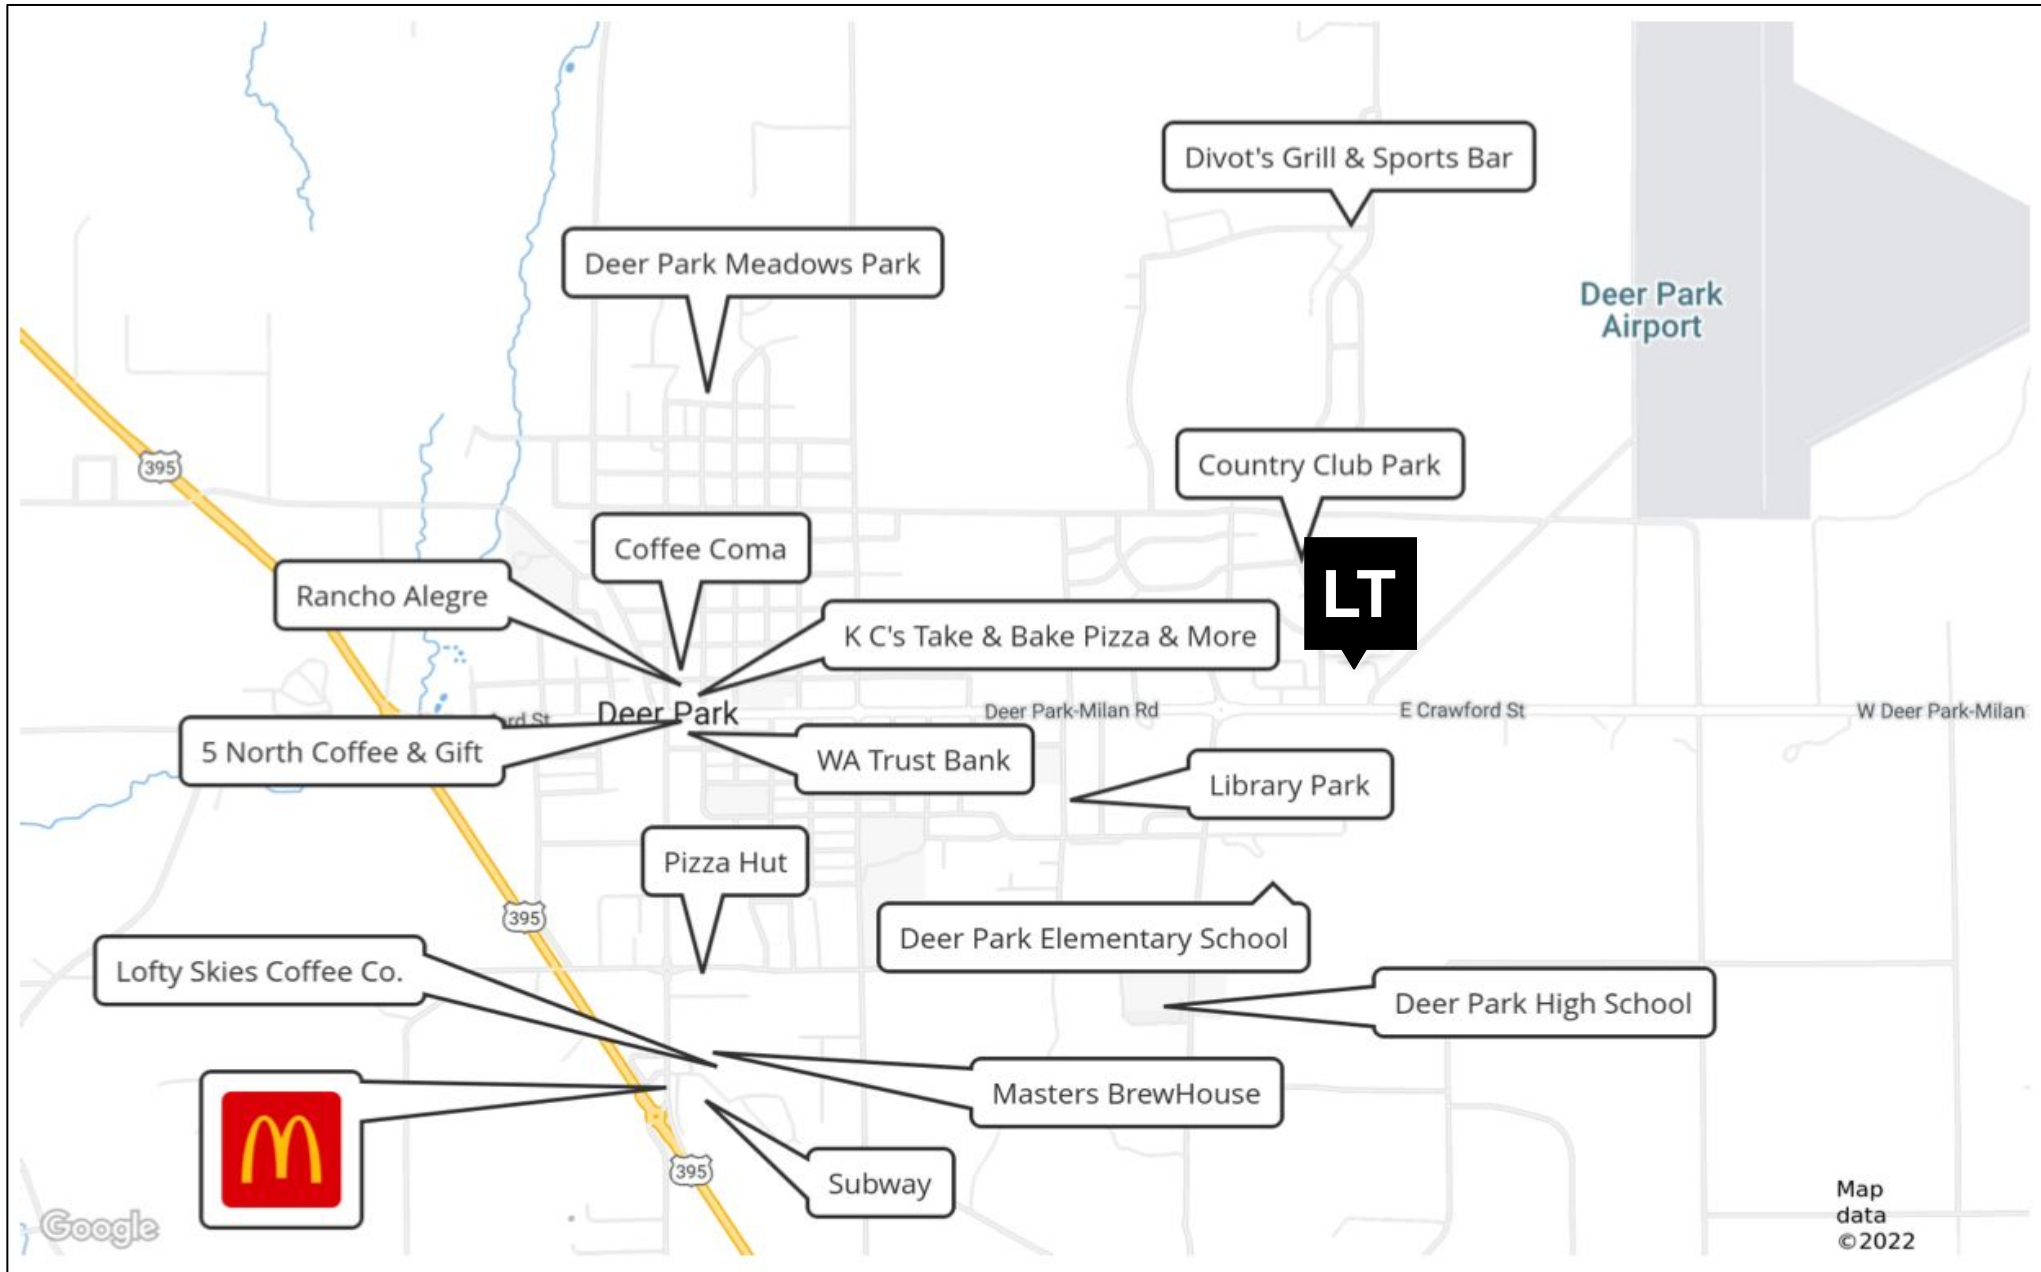 Divot's Grill & Sports Bar
Deer Park Meadows Park
Deer Park
Airport
395
Country Club Park
Coffee Coma
Rancho Alegre
LT
K C's Take & Bake Pizza & More
ord St
Deer Park
Deer Park-Milan Rd
E Crawford St
W Deer Park-Milan
5 North Coffee & Gift
WA Trust Bank
Library Park
Pizza Hut
395
Deer Park Elementary School
Lofty Skies Coffee Co.
Deer Park High School
Masters BrewHouse
395
Subway
Google
Map
data
©2022